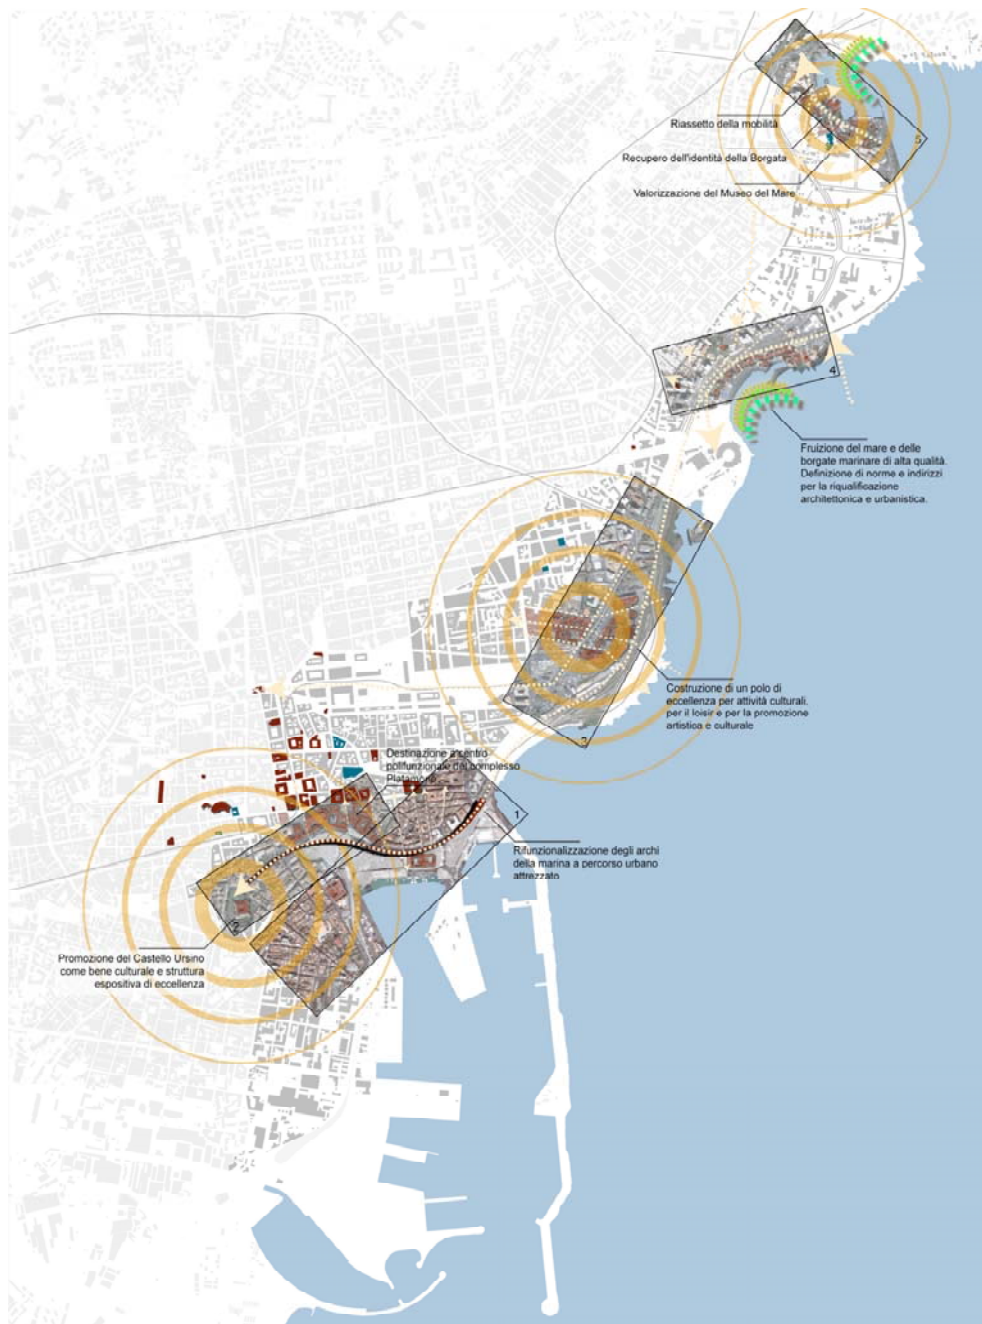 Riassetto della mobilità
5
Recupero dell'identità della Borgata
Valorizzazione del Museo del Mare
4
Fruizione del mare e delle
borgate marinare di alta qualità.
Definizione di norme e indirizzi
per la riqualificazione
architettonica e urbanistica.
Costruzione di un polo di
eccellenza per attività culturali,
per il loisir e per la promozione
artistica e culturale
3
Destinazione a centro
polifunzionale del complesso
Platamone
1
Rifunzionalizzazione degli archi
della marina a percorso urbano
attrezzato
2
Promozione del Castello Ursino
come bene culturale e struttura
espositiva di eccellenza